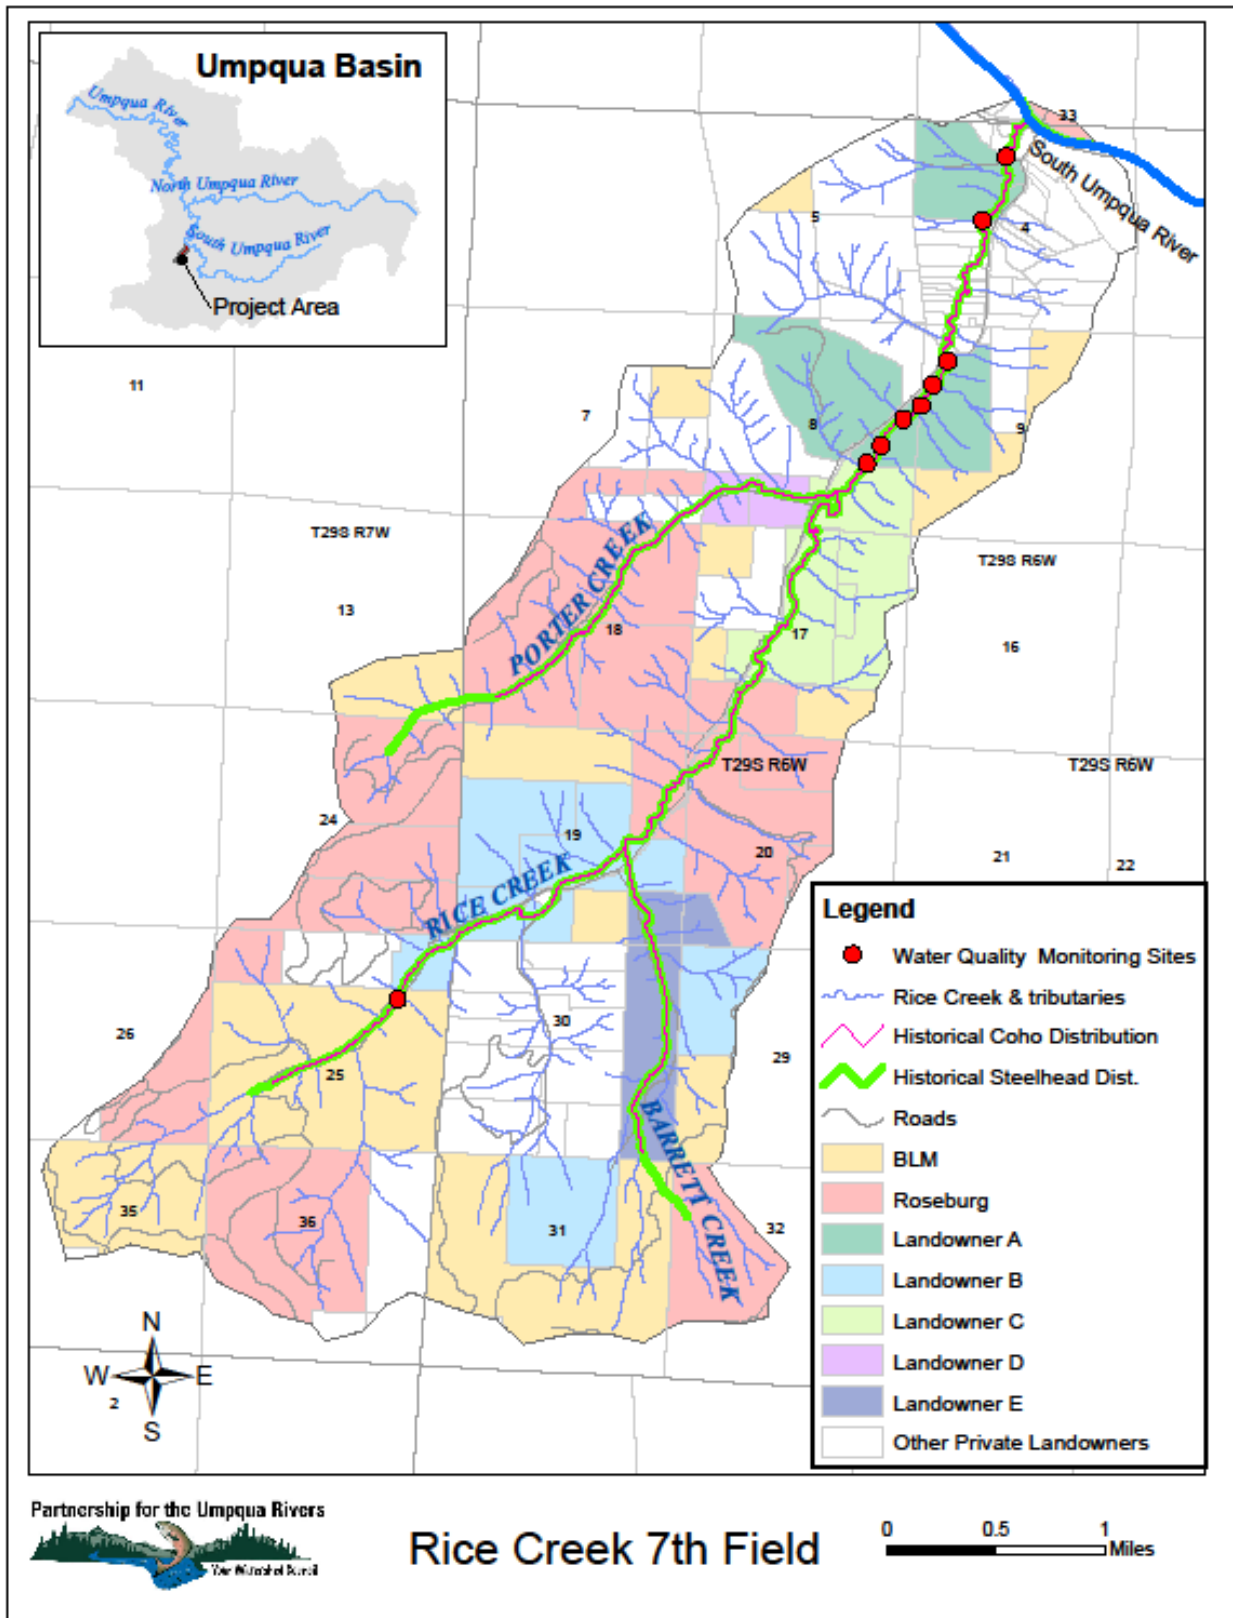 Umpqua Basin
Umpqua River
North Umpqua River
South Umpqua River
Project Area
33
South Umpqua River
5
4
11
7
8
9
T29S R7W
T29S R6W
13
PORTER CREEK
18
17
16
T29S R6W
T29S R6W
24
19
20
21
22
RICE CREEK
26
25
30
29
BARRETT CREEK
35
36
31
32
2
N
W E
S
Legend
Water Quality Monitoring Sites
Rice Creek & tributaries
Historical Coho Distribution
Historical Steelhead Dist.
Roads
BLM
Roseburg
Landowner A
Landowner B
Landowner C
Landowner D
Landowner E
Other Private Landowners
Partnership for the Umpqua Rivers
Your Watershed Council
Rice Creek 7th Field
0 0.5 1
Miles